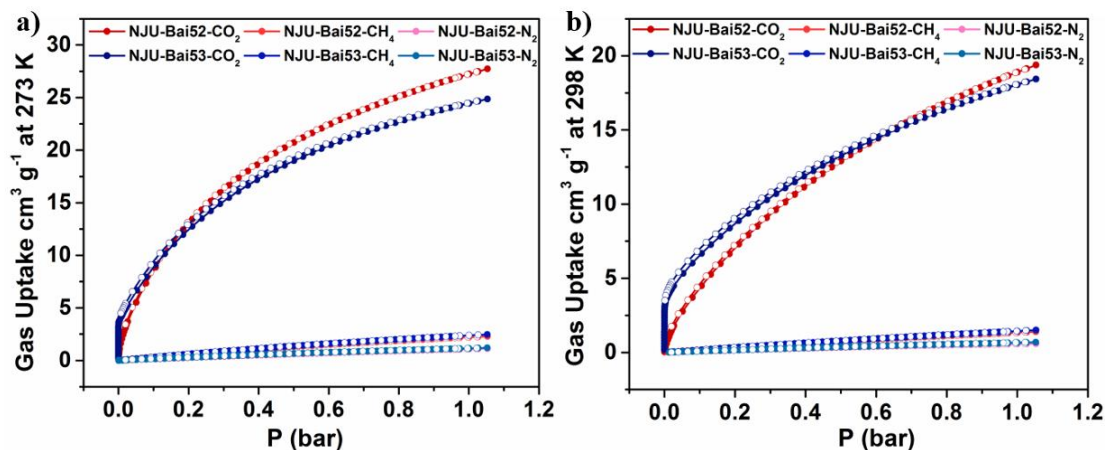 a)
NJU-Bai52-CO₂ NJU-Bai52-CH₄ NJU-Bai52-N₂
NJU-Bai53-CO₂ NJU-Bai53-CH₄ NJU-Bai53-N₂
Gas Uptake cm³ g⁻¹ at 273 K
30
25
20
15
10
5
0
0.0 0.2 0.4 0.6 0.8 1.0 1.2
P (bar)
b)
NJU-Bai52-CO₂ NJU-Bai52-CH₄ NJU-Bai52-N₂
NJU-Bai53-CO₂ NJU-Bai53-CH₄ NJU-Bai53-N₂
Gas Uptake cm³ g⁻¹ at 298 K
20
15
10
5
0
0.0 0.2 0.4 0.6 0.8 1.0 1.2
P (bar)